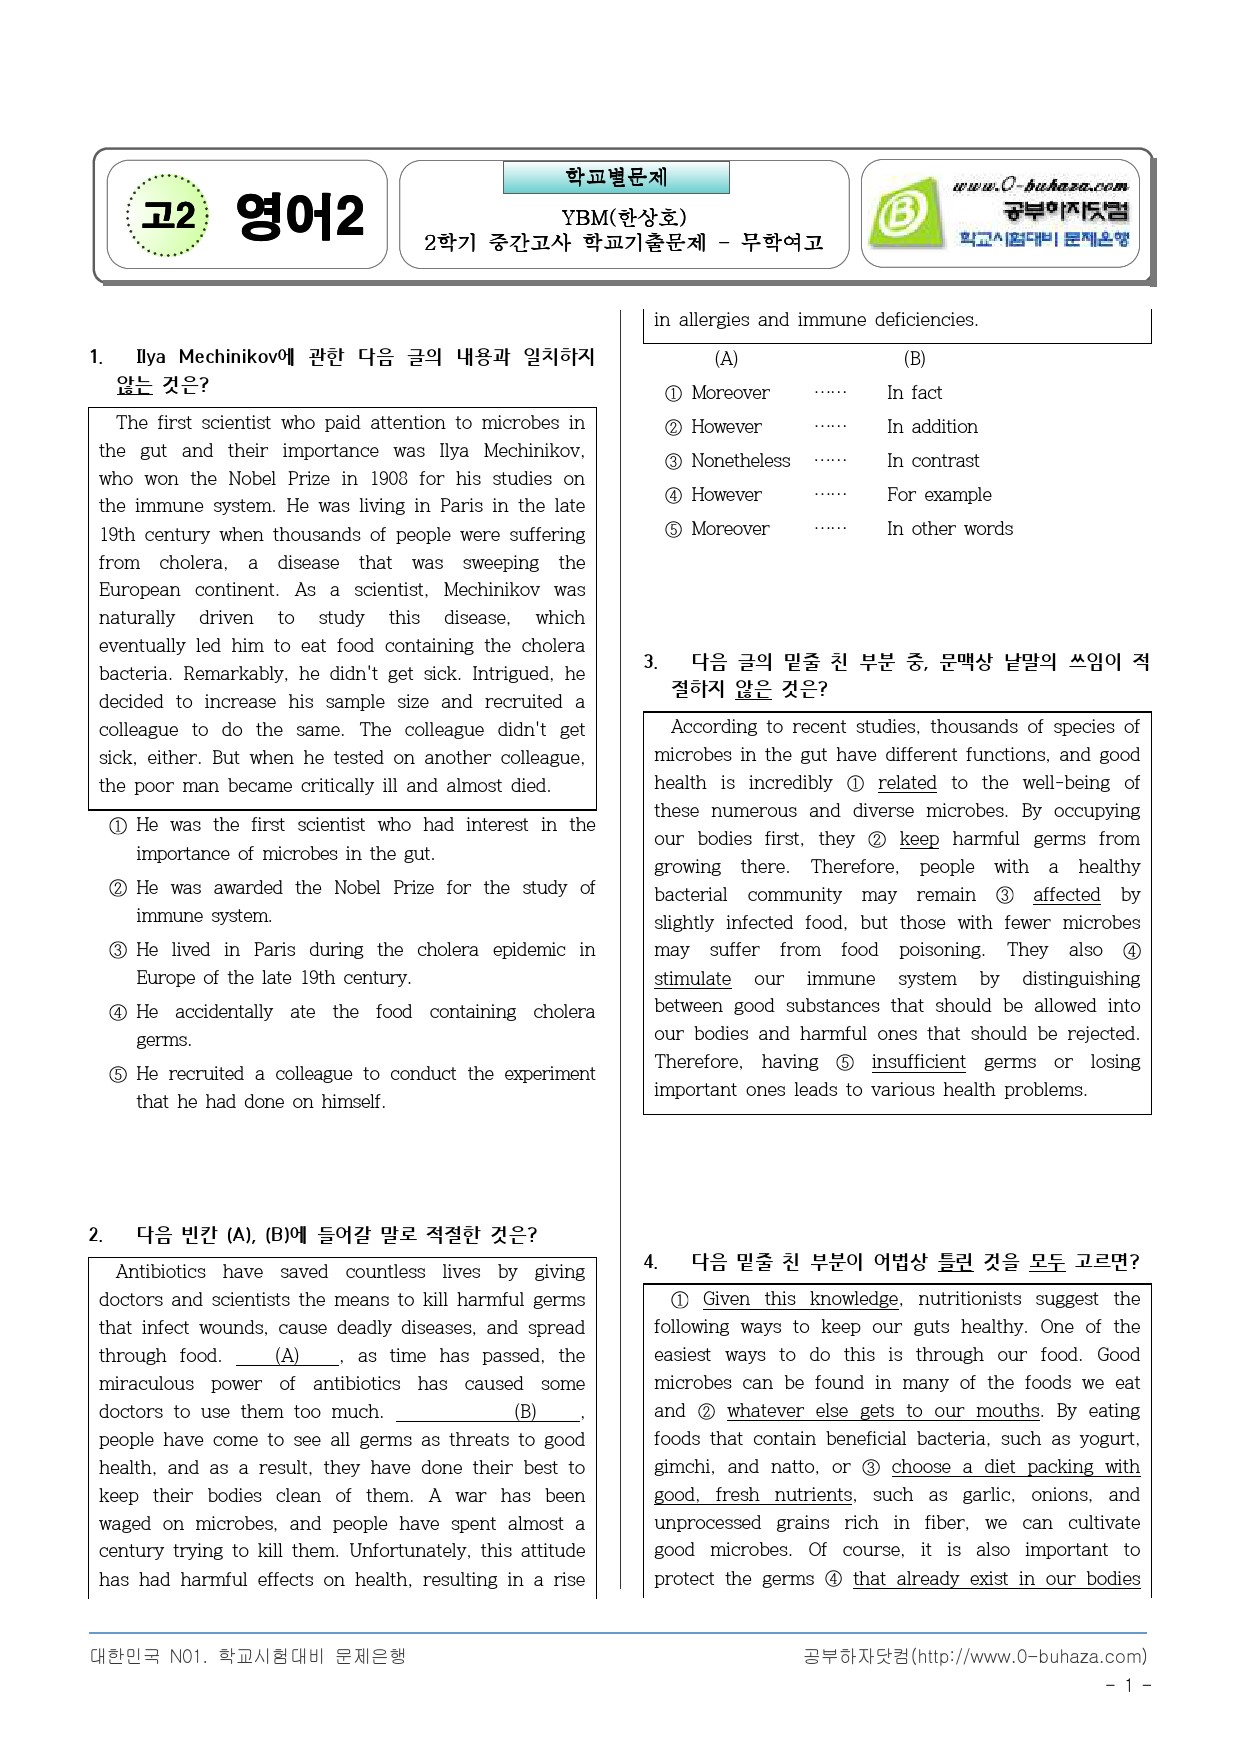 고2 영어2
학교별문제
YBM(한상호)
2학기 중간고사 학교기출문제 - 무학여고
www.0-buhaza.com
공부하자닷컴
학교시험대비 문제은행
1. Ilya Mechinikov에 관한 다음 글의 내용과 일치하지
않는 것은?
The first scientist who paid attention to microbes in
the gut and their importance was Ilya Mechinikov,
who won the Nobel Prize in 1908 for his studies on
the immune system. He was living in Paris in the late
19th century when thousands of people were suffering
from cholera, a disease that was sweeping the
European continent. As a scientist, Mechinikov was
naturally driven to study this disease, which
eventually led him to eat food containing the cholera
bacteria. Remarkably, he didn't get sick. Intrigued, he
decided to increase his sample size and recruited a
colleague to do the same. The colleague didn't get
sick, either. But when he tested on another colleague,
the poor man became critically ill and almost died.
① He was the first scientist who had interest in the
importance of microbes in the gut.
② He was awarded the Nobel Prize for the study of
immune system.
③ He lived in Paris during the cholera epidemic in
Europe of the late 19th century.
④ He accidentally ate the food containing cholera
germs.
⑤ He recruited a colleague to conduct the experiment
that he had done on himself.
2. 다음 빈칸 (A), (B)에 들어갈 말로 적절한 것은?
Antibiotics have saved countless lives by giving
doctors and scientists the means to kill harmful germs
that infect wounds, cause deadly diseases, and spread
through food. (A) , as time has passed, the
miraculous power of antibiotics has caused some
doctors to use them too much. (B) ,
people have come to see all germs as threats to good
health, and as a result, they have done their best to
keep their bodies clean of them. A war has been
waged on microbes, and people have spent almost a
century trying to kill them. Unfortunately, this attitude
has had harmful effects on health, resulting in a rise
in allergies and immune deficiencies.
(A) (B)
① Moreover ⋯⋯ In fact
② However ⋯⋯ In addition
③ Nonetheless ⋯⋯ In contrast
④ However ⋯⋯ For example
⑤ Moreover ⋯⋯ In other words
3. 다음 글의 밑줄 친 부분 중, 문맥상 낱말의 쓰임이 적
절하지 않은 것은?
According to recent studies, thousands of species of
microbes in the gut have different functions, and good
health is incredibly ① related to the well-being of
these numerous and diverse microbes. By occupying
our bodies first, they ② keep harmful germs from
growing there. Therefore, people with a healthy
bacterial community may remain ③ affected by
slightly infected food, but those with fewer microbes
may suffer from food poisoning. They also ④
stimulate our immune system by distinguishing
between good substances that should be allowed into
our bodies and harmful ones that should be rejected.
Therefore, having ⑤ insufficient germs or losing
important ones leads to various health problems.
4. 다음 밑줄 친 부분이 어법상 틀린 것을 모두 고르면?
① Given this knowledge, nutritionists suggest the
following ways to keep our guts healthy. One of the
easiest ways to do this is through our food. Good
microbes can be found in many of the foods we eat
and ② whatever else gets to our mouths. By eating
foods that contain beneficial bacteria, such as yogurt,
gimchi, and natto, or ③ choose a diet packing with
good, fresh nutrients, such as garlic, onions, and
unprocessed grains rich in fiber, we can cultivate
good microbes. Of course, it is also important to
protect the germs ④ that already exist in our bodies
대한민국 N01. 학교시험대비 문제은행
공부하자닷컴(http://www.0-buhaza.com)
- 1 -